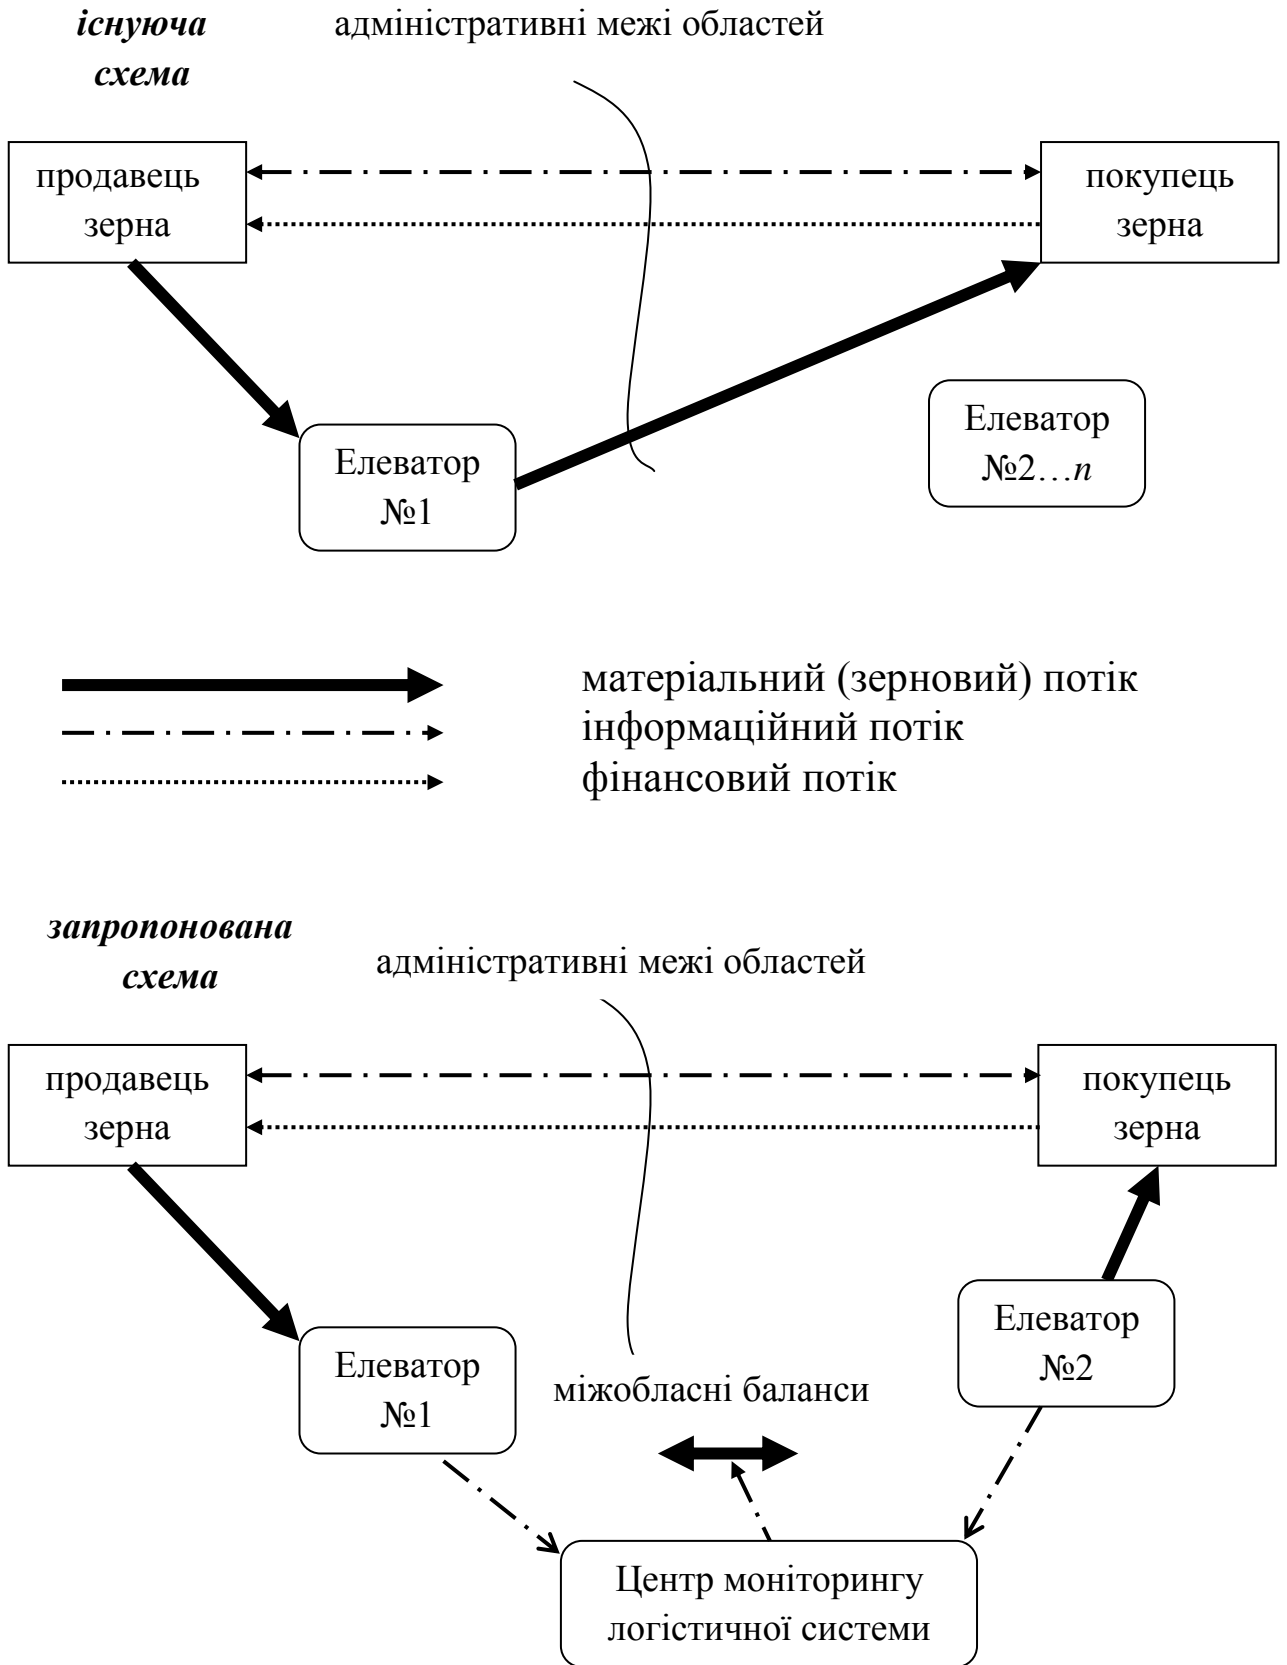 існуюча
схема
адміністративні межі областей
продавець
зерна
покупець
зерна
Елеватор
№1
Елеватор
№2…n
матеріальний (зерновий) потік
інформаційний потік
фінансовий потік
запропонована
схема
адміністративні межі областей
продавець
зерна
покупець
зерна
Елеватор
№1
Елеватор
№2
міжобласні баланси
Центр моніторингу
логістичної системи